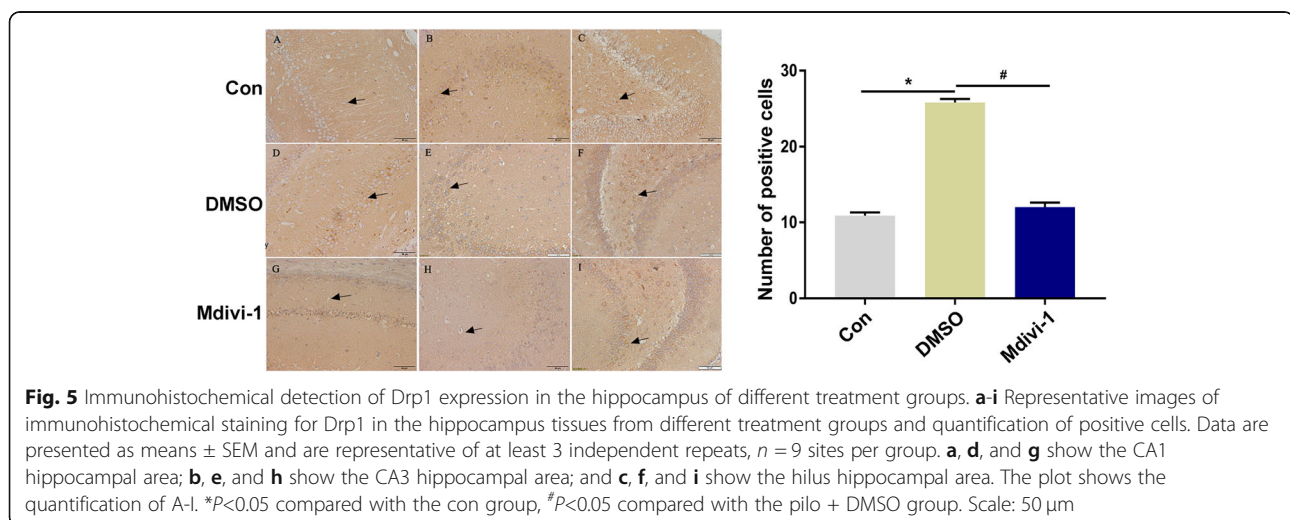 A
B
C
Con
D
E
F
DMSO
G
H
I
Mdivi-1
Number of positive cells
30
20
10
0
*
#
Con
DMSO
Mdivi-1
Fig. 5 Immunohistochemical detection of Drp1 expression in the hippocampus of different treatment groups. a-i Representative images of
immunohistochemical staining for Drp1 in the hippocampus tissues from different treatment groups and quantification of positive cells. Data are
presented as means ± SEM and are representative of at least 3 independent repeats, n = 9 sites per group. a, d, and g show the CA1
hippocampal area; b, e, and h show the CA3 hippocampal area; and c, f, and i show the hilus hippocampal area. The plot shows the
quantification of A-I. *P<0.05 compared with the con group, #P<0.05 compared with the pilo + DMSO group. Scale: 50 μm